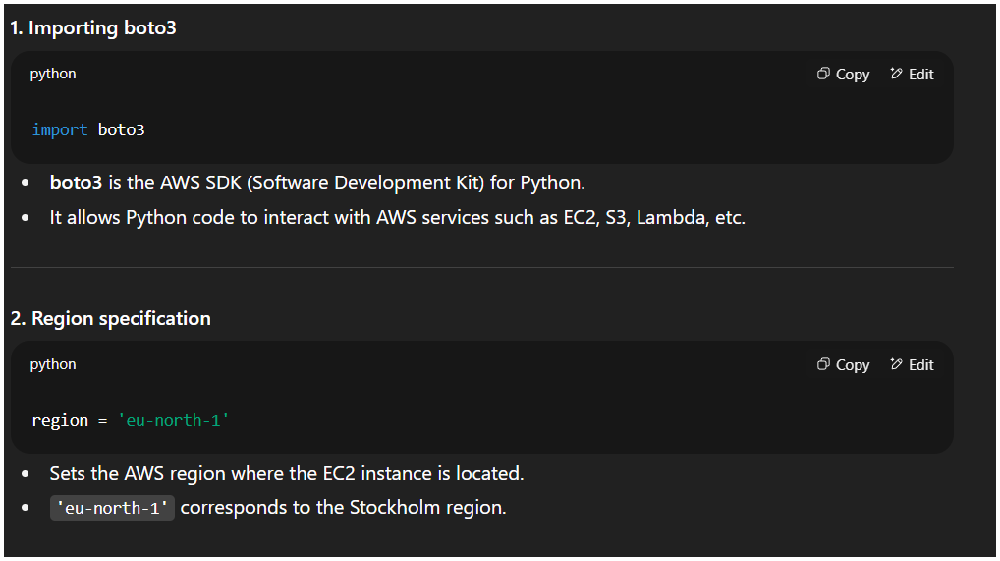 1. Importing boto3
python
Copy
Edit
import boto3
boto3 is the AWS SDK (Software Development Kit) for Python.
It allows Python code to interact with AWS services such as EC2, S3, Lambda, etc.
2. Region specification
python
Copy
Edit
region = 'eu-north-1'
Sets the AWS region where the EC2 instance is located.
'eu-north-1' corresponds to the Stockholm region.